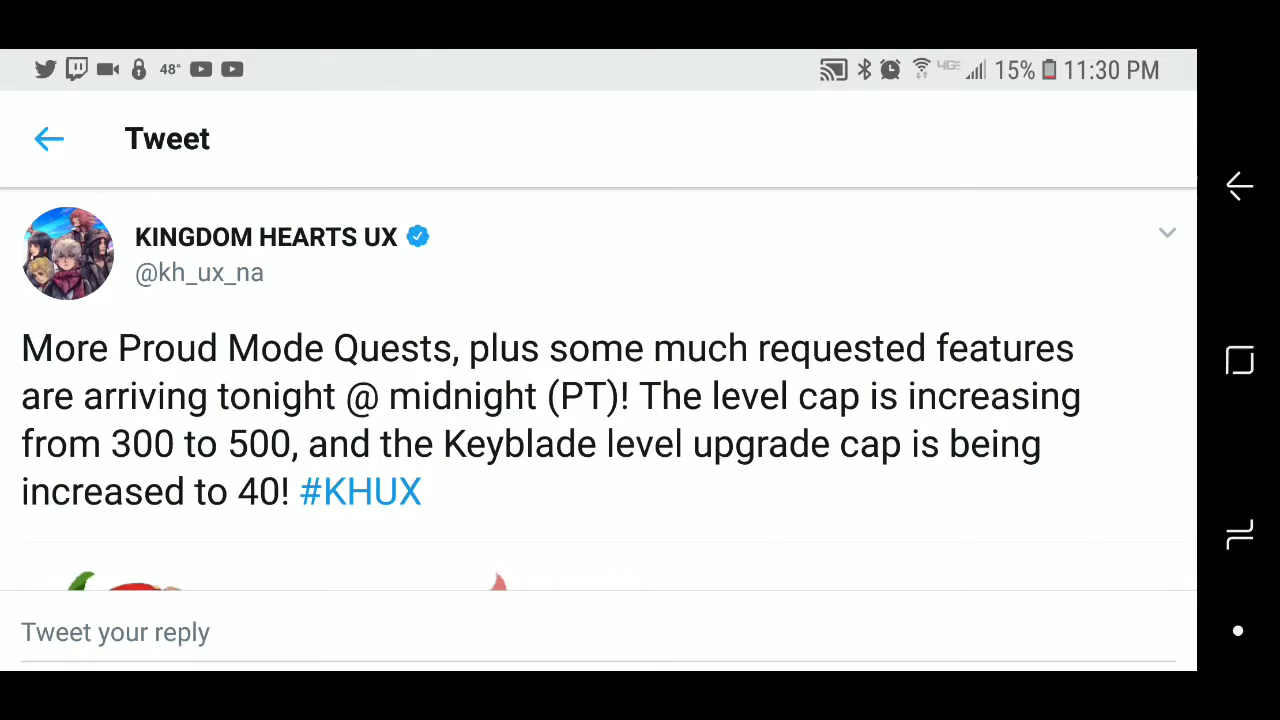 48° 4GE 15% 11:30 PM
Tweet
KINGDOM HEARTS UX
@kh_ux_na
More Proud Mode Quests, plus some much requested features
are arriving tonight @ midnight (PT)! The level cap is increasing
from 300 to 500, and the Keyblade level upgrade cap is being
increased to 40! #KHUX
Tweet your reply